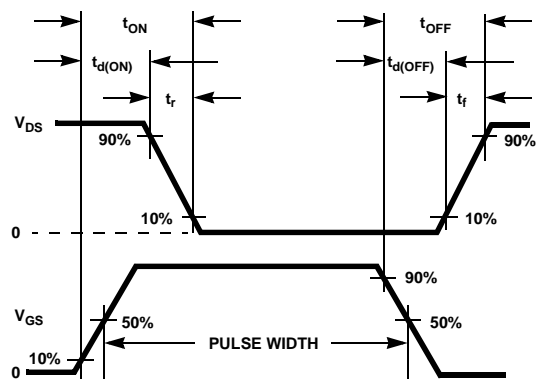 tON tOFF
td(ON) td(OFF)
tr tf
VDS
90% 90%
10% 10%
0
90%
VGS
50% PULSE WIDTH 50%
10%
0